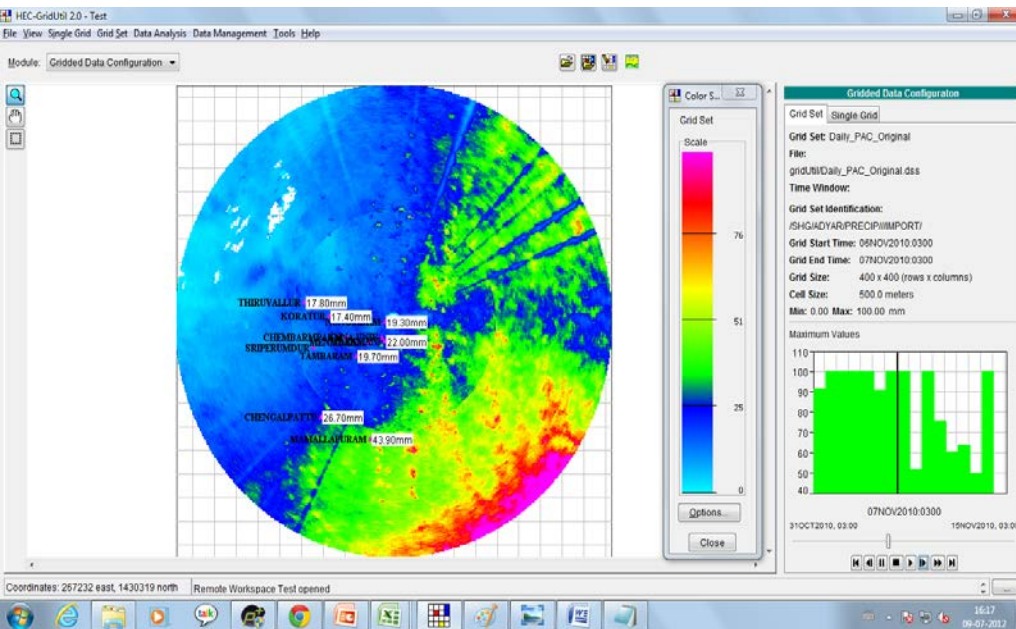 HEC-GridUtil 2.0 - Test
File View Single Grid Grid Set Data Analysis Data Management Tools Help
Module: Gridded Data Configuration
Color S...
Grid Set
Scale
76
51
25
0
Options...
Close
THIRUVALLUR 17.80mm
KORATUR 17.40mm
19.30mm
22.00mm
SRIPERUMDUR
TAMBARAM 19.70mm
CHENGALPATTU 26.70mm
MAMALLAPURAM 43.90mm
Gridded Data Configuraton
Grid Set Single Grid
Grid Set: Daily_PAC_Original
File:
gridUtil/Daily_PAC_Original.dss
Time Window:
Grid Set Identification:
/SHG/ADYAR/PRECIP///IMPORT/
Grid Start Time: 06NOV2010:0300
Grid End Time: 07NOV2010:0300
Grid Size: 400 x 400 (rows x columns)
Cell Size: 500.0 meters
Min: 0.00 Max: 100.00 mm
Maximum Values
110
100
90
80
70
60
50
40
07NOV2010:0300
31OCT2010, 03:00 15NOV2010, 03:00
Coordinates: 267232 east, 1430319 north Remote Workspace Test opened
talk
16:17
09-07-2012